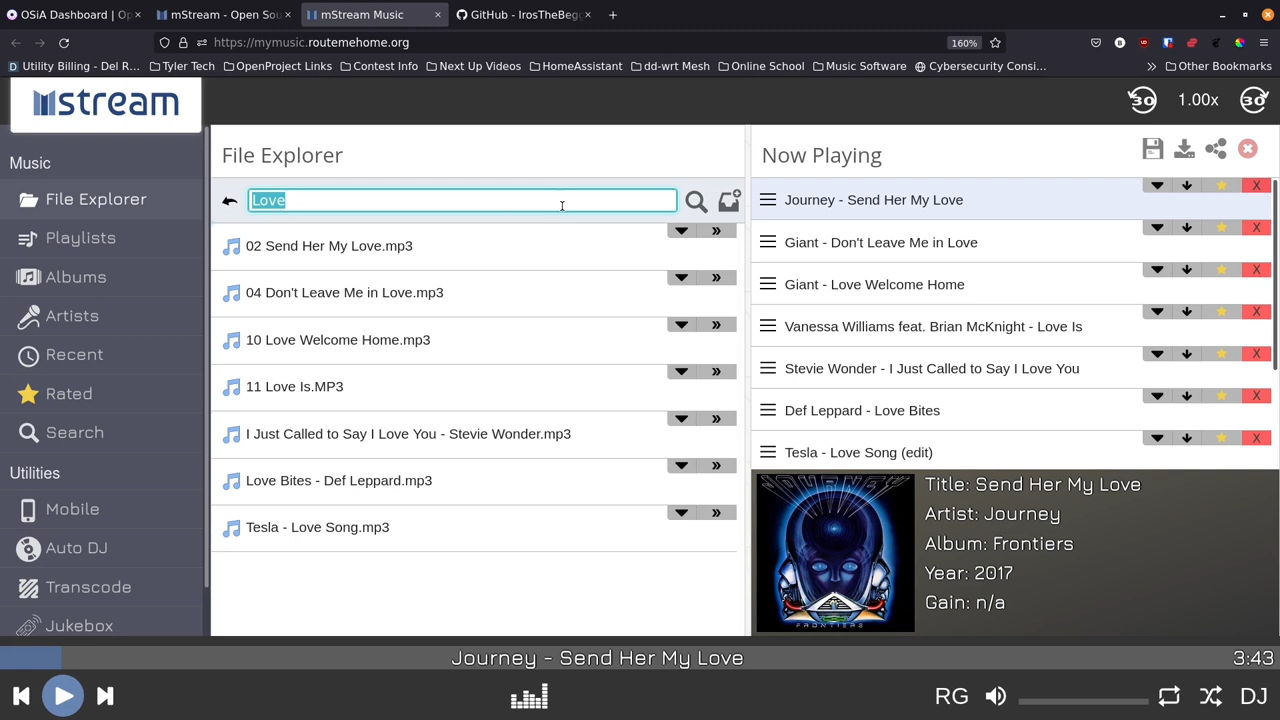 OSiA Dashboard | Op
mStream - Open Sou
mStream Music
GitHub - IrosTheBegg
https://mymusic.routemehome.org
160%
Utility Billing - Del R…
Tyler Tech
OpenProject Links
Contest Info
Next Up Videos
HomeAssistant
dd-wrt Mesh
Online School
Music Software
Cybersecurity Consi…
Other Bookmarks
mstream
30
1.00x
30
Music
File Explorer
Playlists
Albums
Artists
Recent
Rated
Search
Utilities
Mobile
Auto DJ
Transcode
Jukebox
File Explorer
Love
02 Send Her My Love.mp3
04 Don't Leave Me in Love.mp3
10 Love Welcome Home.mp3
11 Love Is.MP3
I Just Called to Say I Love You - Stevie Wonder.mp3
Love Bites - Def Leppard.mp3
Tesla - Love Song.mp3
Now Playing
Journey - Send Her My Love
X
Giant - Don't Leave Me in Love
X
Giant - Love Welcome Home
X
Vanessa Williams feat. Brian McKnight - Love Is
X
Stevie Wonder - I Just Called to Say I Love You
X
Def Leppard - Love Bites
X
Tesla - Love Song (edit)
X
JOURNEY
FRONTIERS
Title: Send Her My Love
Artist: Journey
Album: Frontiers
Year: 2017
Gain: n/a
Journey - Send Her My Love
3:43
RG
DJ